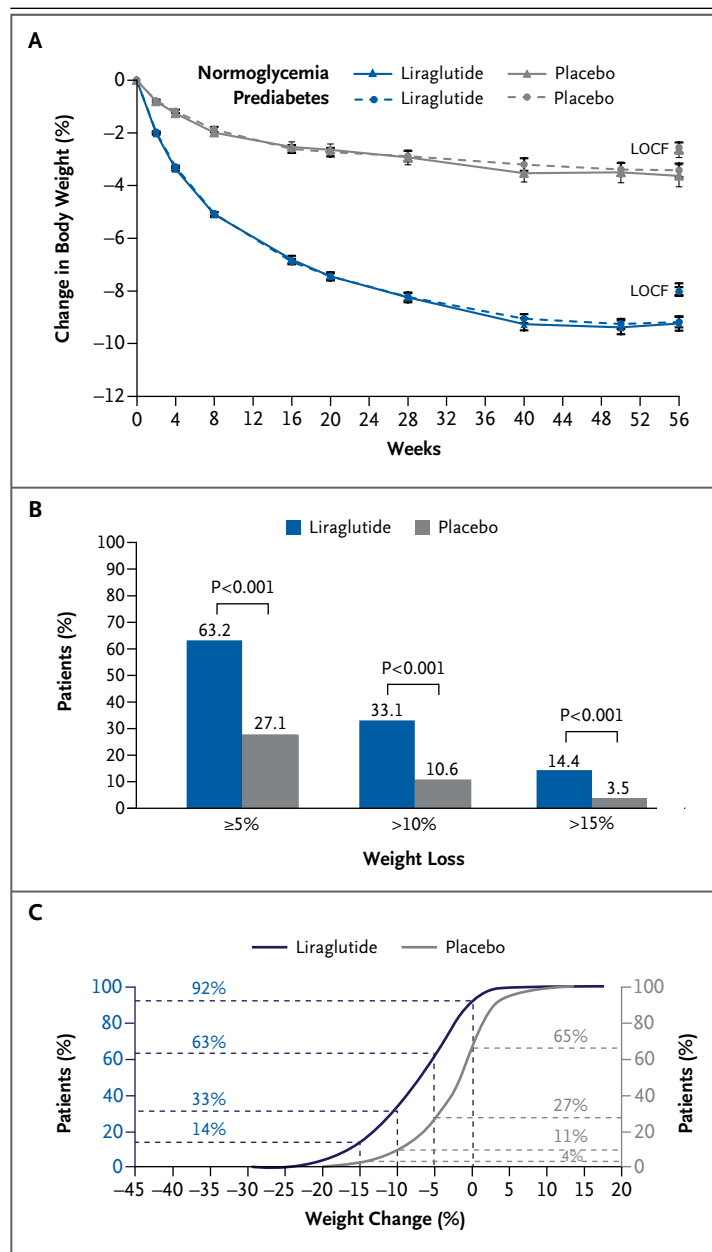 A
Normoglycemia Liraglutide Placebo
Prediabetes Liraglutide Placebo
0
−2
−4
−6
−8
−10
−12
Change in Body Weight (%)
LOCF
LOCF
0 4 8 12 16 20 24 28 32 36 40 44 48 52 56
Weeks
B
Liraglutide Placebo
100
90
80
70
60
50
40
30
20
10
0
Patients (%)
P<0.001
63.2
27.1
P<0.001
33.1
10.6
P<0.001
14.4
3.5
≥5% >10% >15%
Weight Loss
C
Liraglutide Placebo
100
80
60
40
20
0
Patients (%)
92%
63%
33%
14%
65%
27%
11%
4%
100
80
60
40
20
0
Patients (%)
−45 −40 −35 −30 −25 −20 −15 −10 −5 0 5 10 15 20
Weight Change (%)